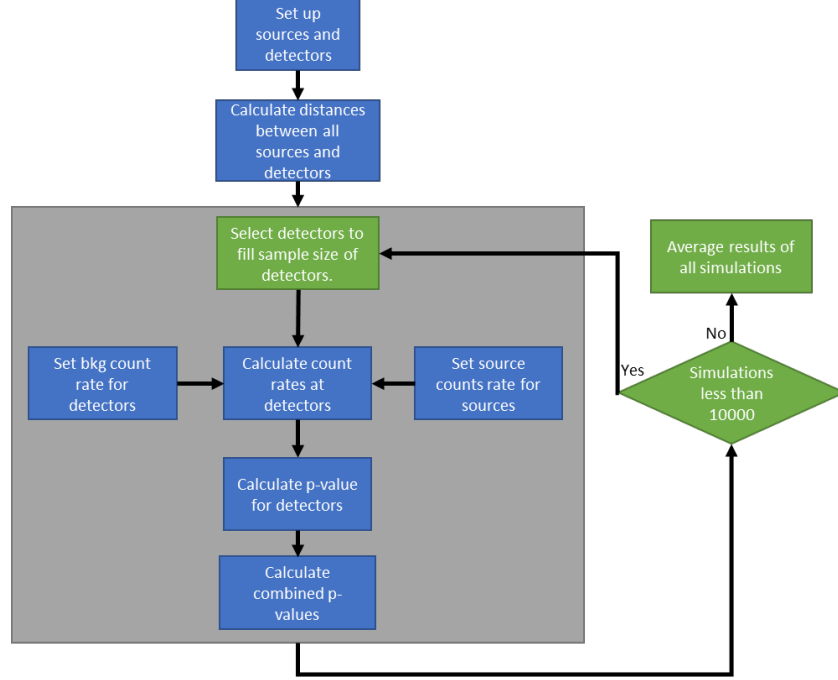 Set up
sources and
detectors
Calculate distances
between all
sources and
detectors
Select detectors to
fill sample size of
detectors.
Average results of
all simulations
No
Set bkg count
rate for
detectors
Calculate count
rates at
detectors
Set source
counts rate for
sources
Yes
Simulations
less than
10000
Calculate p-value
for detectors
Calculate
combined p-
values